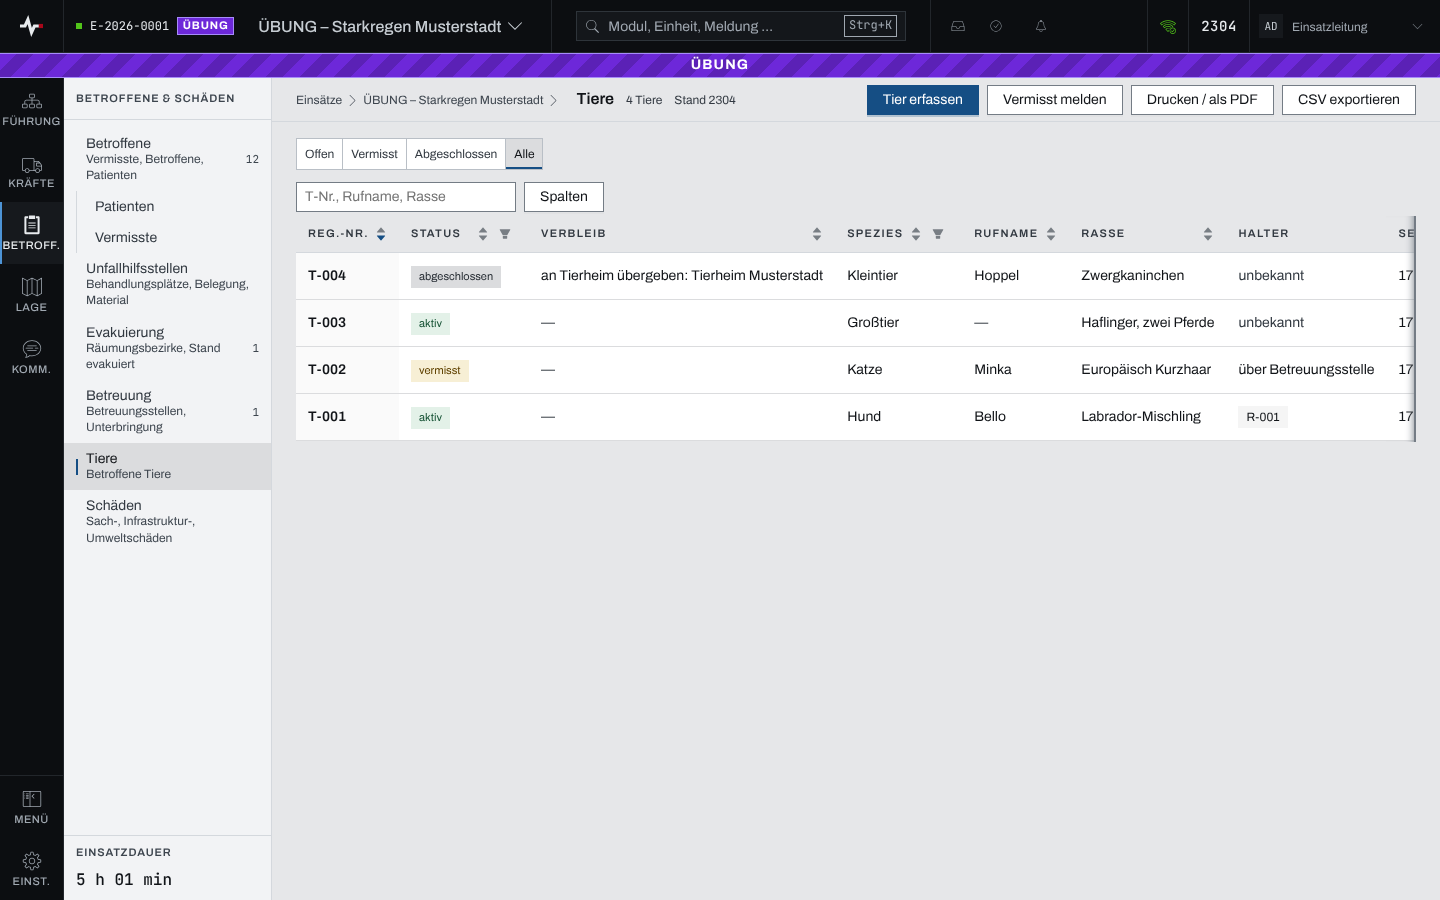 E-2026-0001 ÜBUNG ÜBUNG – Starkregen Musterstadt Modul, Einheit, Meldung ... Strg+K 2304 AD Einsatzleitung
ÜBUNG
FÜHRUNG
KRÄFTE
BETROFF.
LAGE
KOMM.
MENÜ
EINST.
BETROFFENE & SCHÄDEN
Betroffene
Vermisste, Betroffene, 12
Patienten
Patienten
Vermisste
Unfallhilfsstellen
Behandlungsplätze, Belegung,
Material
Evakuierung
Räumungsbezirke, Stand 1
evakuiert
Betreuung
Betreuungsstellen, 1
Unterbringung
Tiere
Betroffene Tiere
Schäden
Sach-, Infrastruktur-,
Umweltschäden
EINSATZDAUER
5 h 01 min
Einsätze ÜBUNG – Starkregen Musterstadt Tiere 4 Tiere Stand 2304 Tier erfassen Vermisst melden Drucken / als PDF CSV exportieren
Offen Vermisst Abgeschlossen Alle
T-Nr., Rufname, Rasse Spalten
REG.-NR. STATUS VERBLEIB SPEZIES RUFNAME RASSE HALTER SE
T-004 abgeschlossen an Tierheim übergeben: Tierheim Musterstadt Kleintier Hoppel Zwergkaninchen unbekannt 17
T-003 aktiv — Großtier — Haflinger, zwei Pferde unbekannt 17
T-002 vermisst — Katze Minka Europäisch Kurzhaar über Betreuungsstelle 17
T-001 aktiv — Hund Bello Labrador-Mischling R-001 17